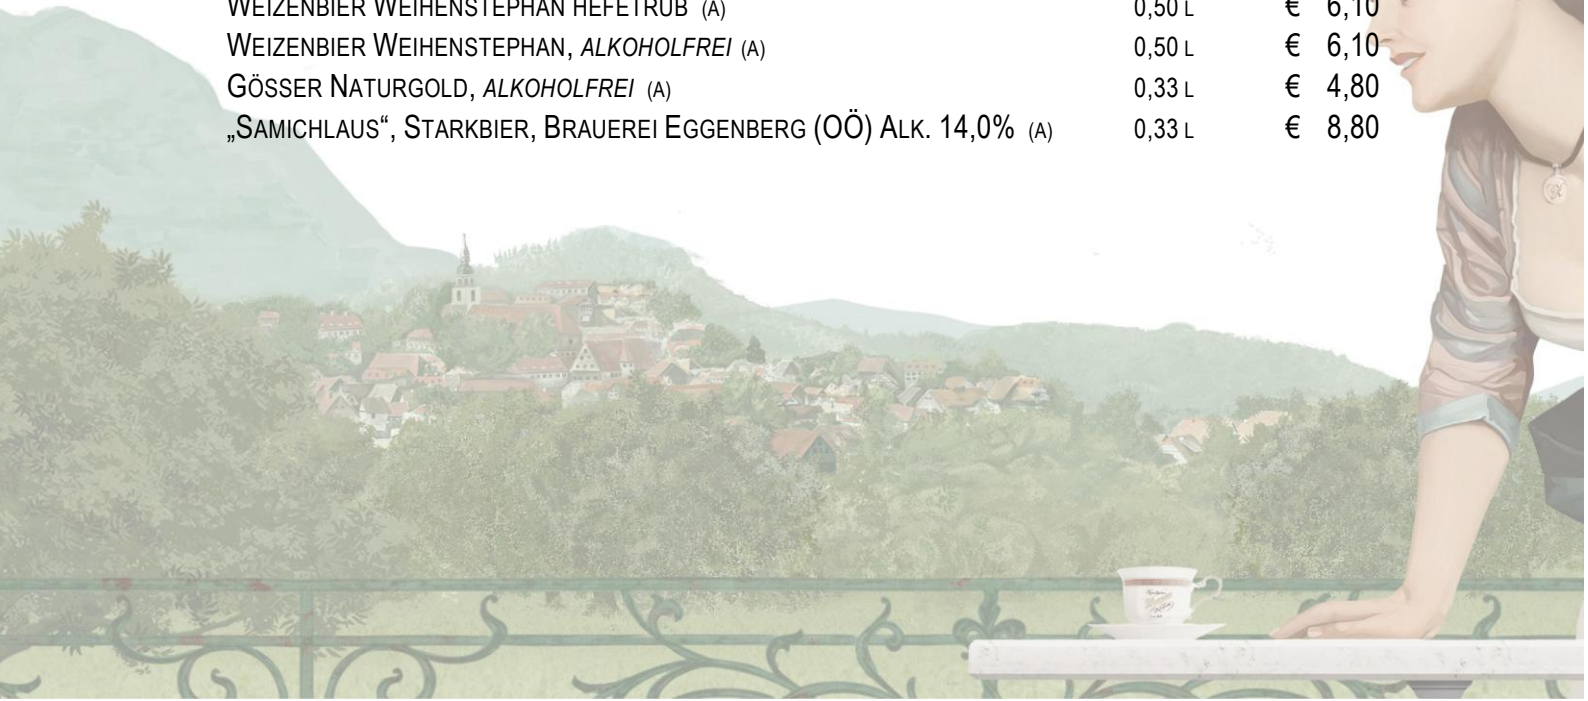 WEIZENBIER WEIHENSTEPHAN HEFETRÜB (A) 0,50 L € 6,10
WEIZENBIER WEIHENSTEPHAN, ALKOHOLFREI (A) 0,50 L € 6,10
GÖSSER NATURGOLD, ALKOHOLFREI (A) 0,33 L € 4,80
„SAMICHLAUS“, STARKBIER, BRAUEREI EGGENBERG (OÖ) ALK. 14,0% (A) 0,33 L € 8,80